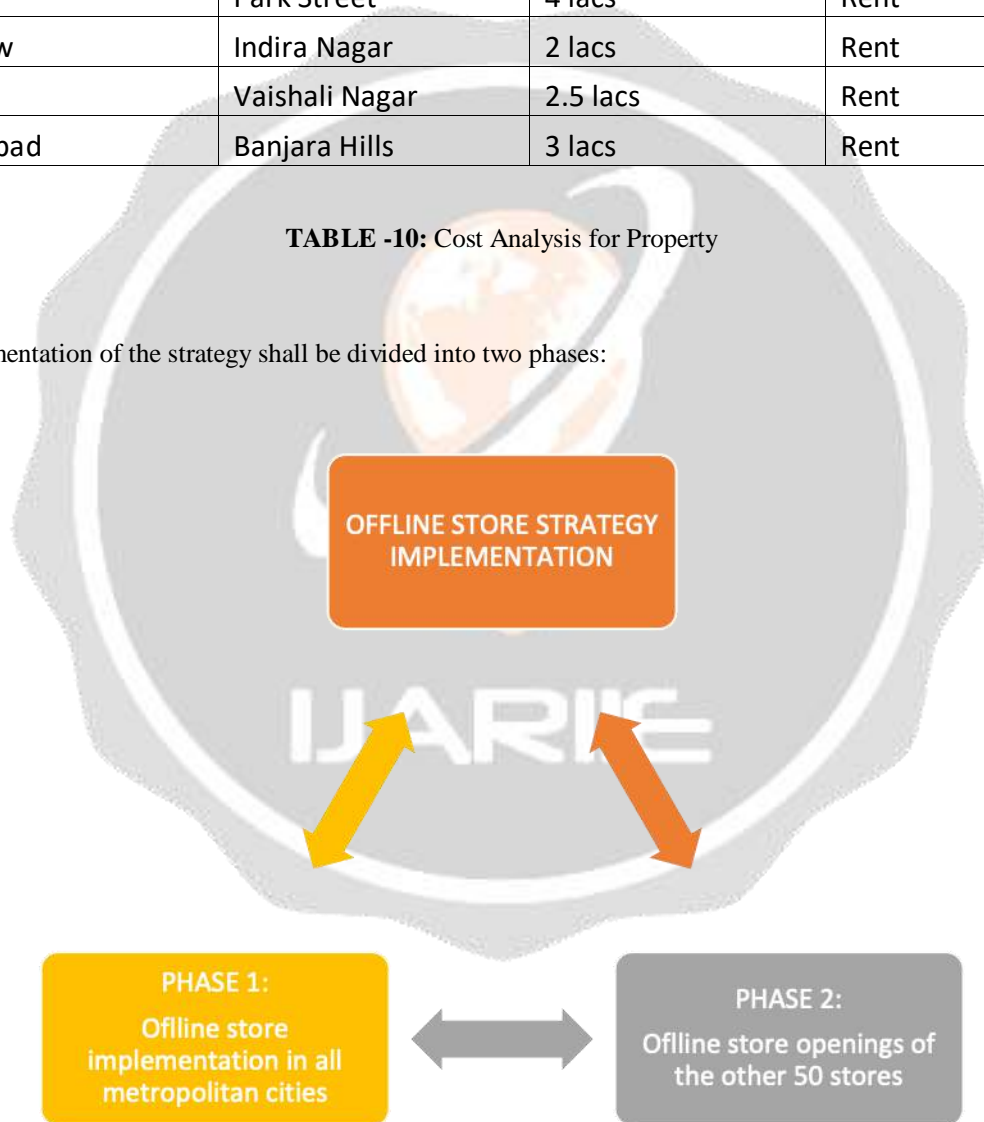 Park Street 4 lacs Rent
w Indira Nagar 2 lacs Rent
Vaishali Nagar 2.5 lacs Rent
bad Banjara Hills 3 lacs Rent
TABLE -10: Cost Analysis for Property
nentation of the strategy shall be divided into two phases:
OFFLINE STORE STRATEGY
IMPLEMENTATION
IJARIIE
PHASE 1:
Oflline store
implementation in all
metropolitan cities
PHASE 2:
Oflline store openings of
the other 50 stores